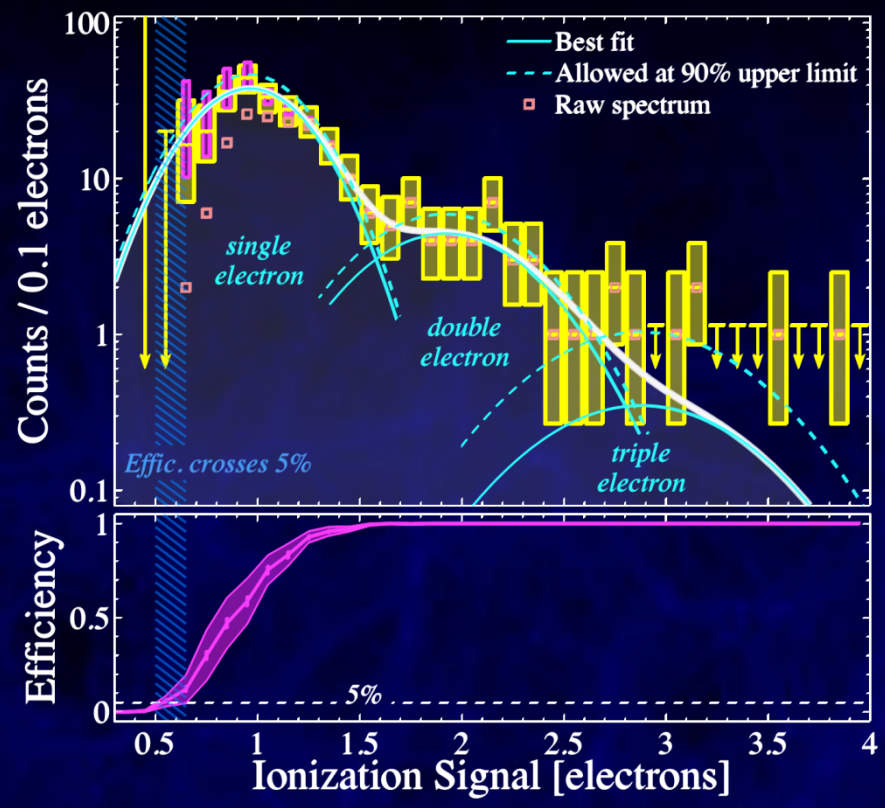 100
10
1
0.1
Counts / 0.1 electrons
Best fit
Allowed at 90% upper limit
Raw spectrum
single
electron
double
electron
triple
electron
Effic. crosses 5%
1
0.5
0
Efficiency
5%
0.5
1
1.5
2
2.5
3
3.5
4
Ionization Signal [electrons]